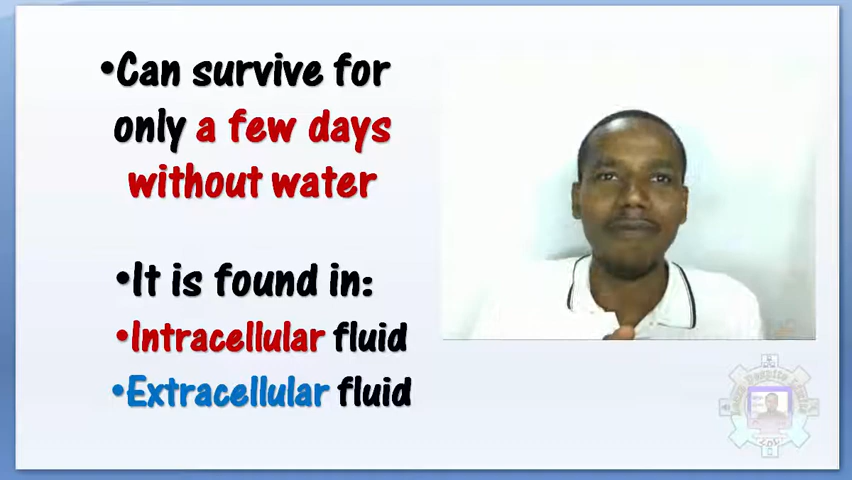 •Can survive for
only a few days
without water
•It is found in:
•Intracellular fluid
•Extracellular fluid